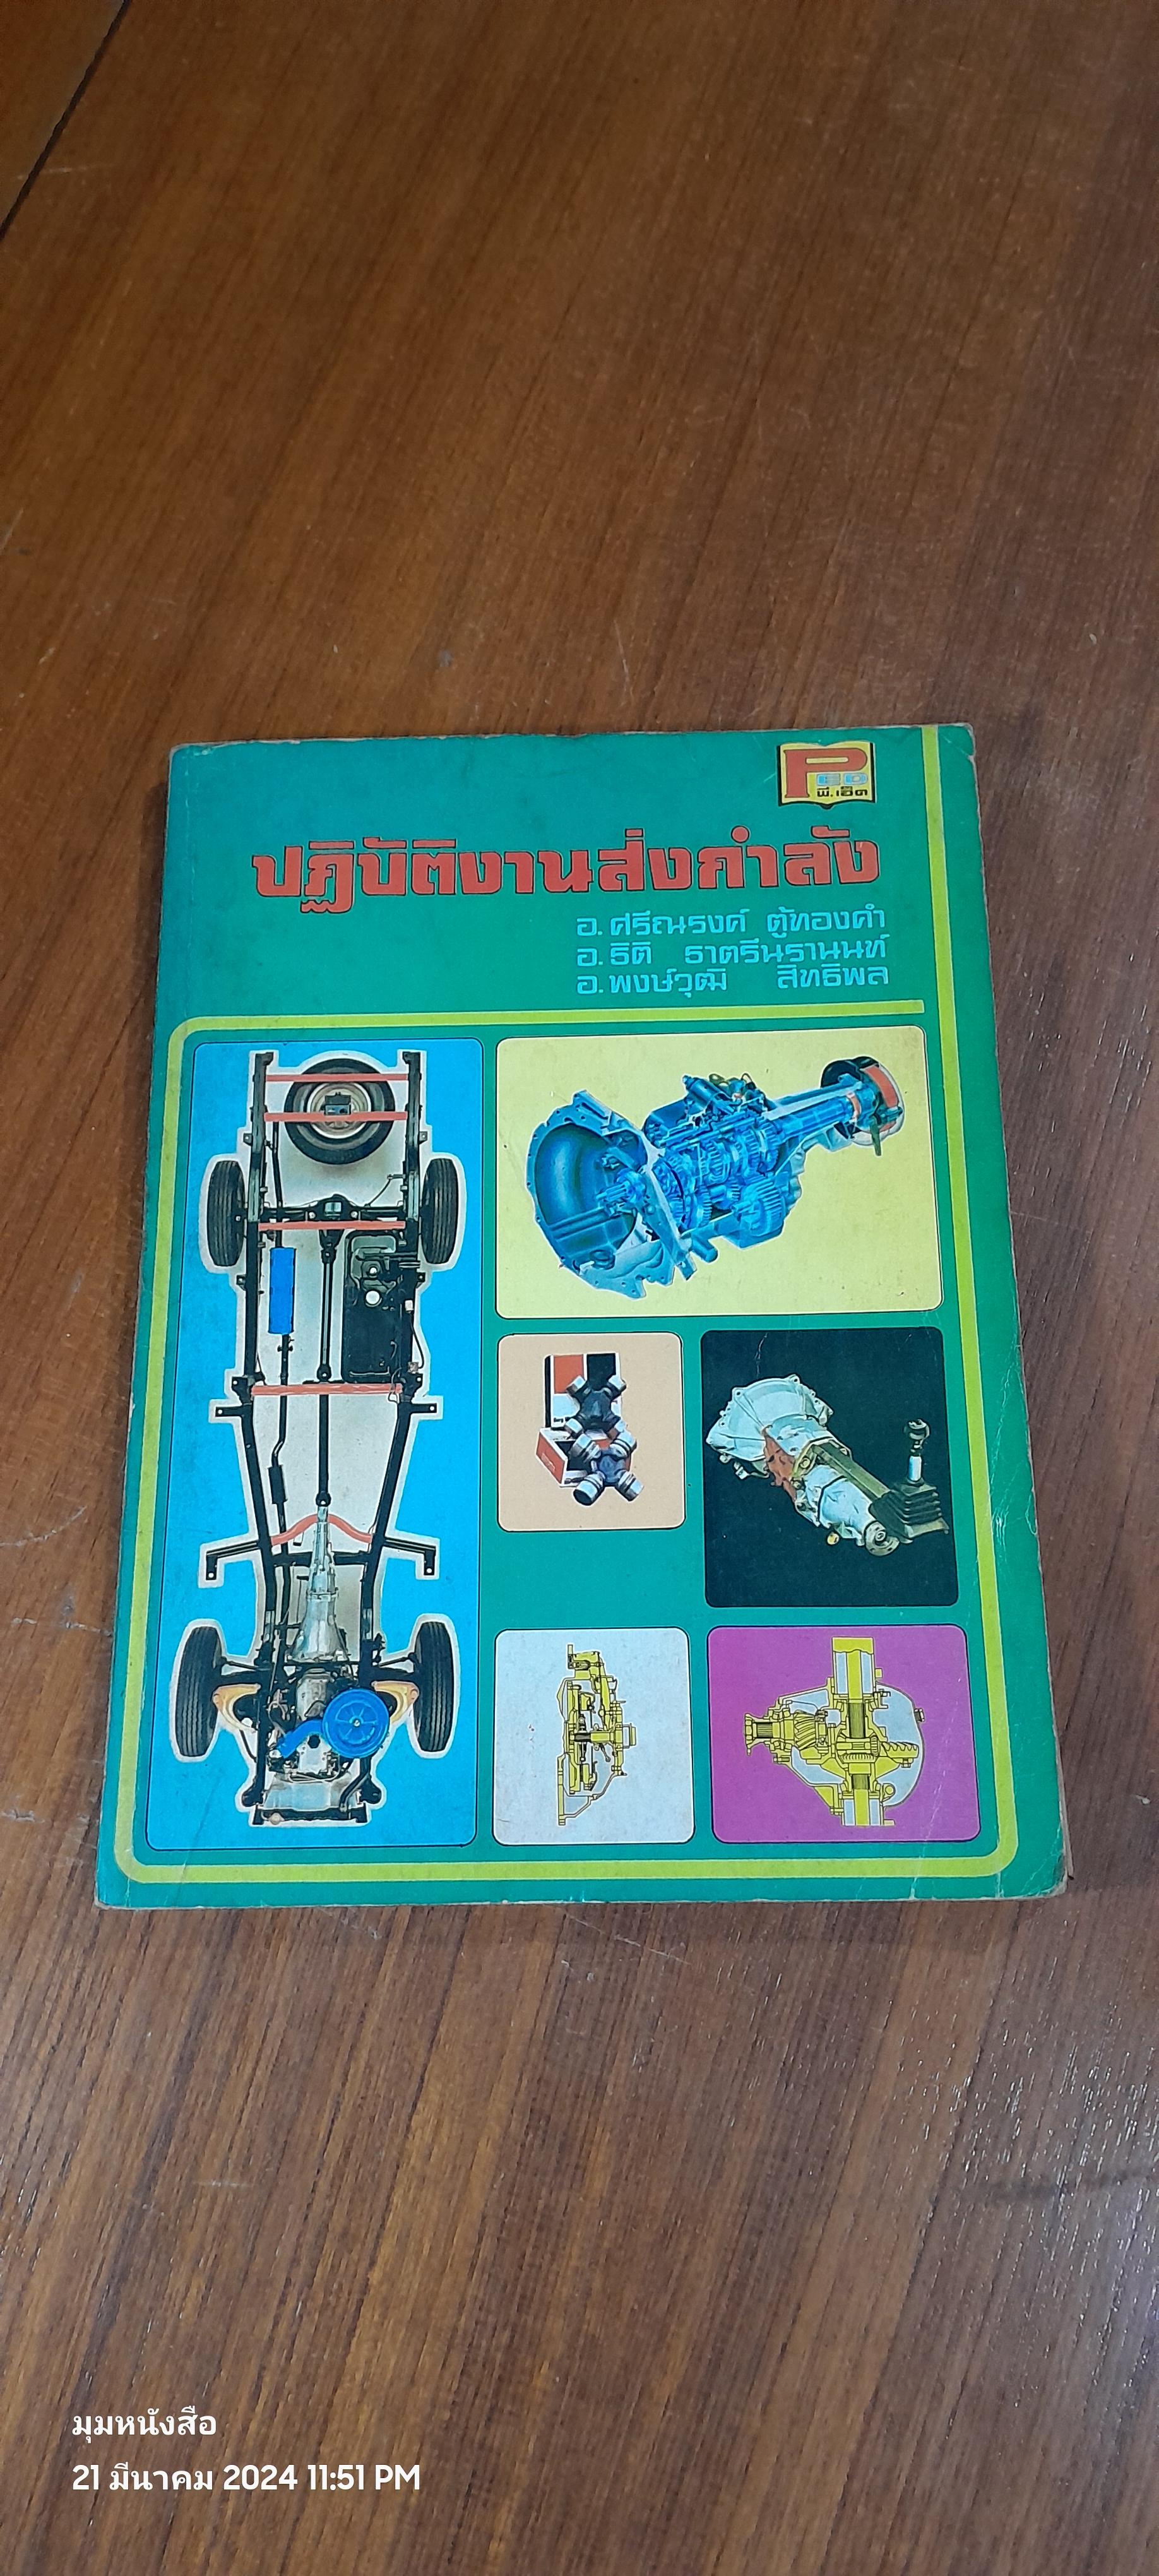 P
ED
พี.เอ็ด
ปฏิบัติงานส่งกำลัง
อ. ศรีณรงค์ ตู้ทองคำ
อ. ธิติ ธาตรีนรานนท์
อ. พงษ์วุฒิ สิทธิพล
มุมหนังสือ
21 มีนาคม 2024 11:51 PM